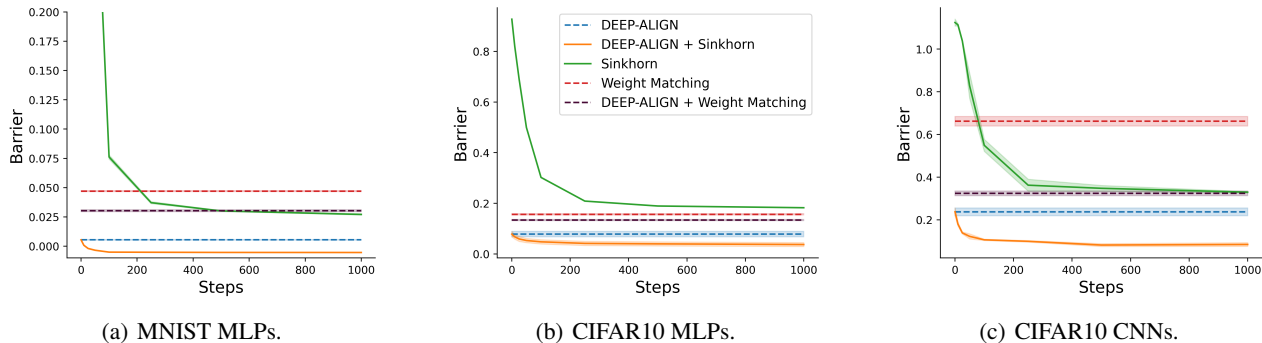 0.200
0.175
0.150
0.125
0.100
0.075
0.050
0.025
0.000
Barrier
0 200 400 600 800 1000
Steps
(a) MNIST MLPs.
0.8
0.6
0.4
0.2
0.0
Barrier
DEEP-ALIGN
DEEP-ALIGN + Sinkhorn
Sinkhorn
Weight Matching
DEEP-ALIGN + Weight Matching
0 200 400 600 800 1000
Steps
(b) CIFAR10 MLPs.
1.0
0.8
0.6
0.4
0.2
Barrier
0 200 400 600 800 1000
Steps
(c) CIFAR10 CNNs.